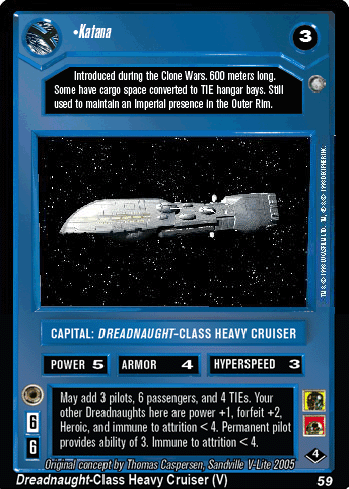 •Katana
3
Introduced during the Clone Wars. 600 meters long.
Some have cargo space converted to TIE hangar bays. Still
used to maintain an Imperial presence in the Outer Rim.
CAPITAL: DREADNAUGHT-CLASS HEAVY CRUISER
POWER 5
ARMOR 4
HYPERSPEED 3
May add 3 pilots, 6 passengers, and 4 TIEs. Your
other Dreadnaughts here are power +1, forfeit +2,
Heroic, and immune to attrition < 4. Permanent pilot
provides ability of 3. Immune to attrition < 4.
6
6
4
Original concept by Thomas Caspersen, Sandville V-Lite 2005
Dreadnaught-Class Heavy Cruiser (V)
59